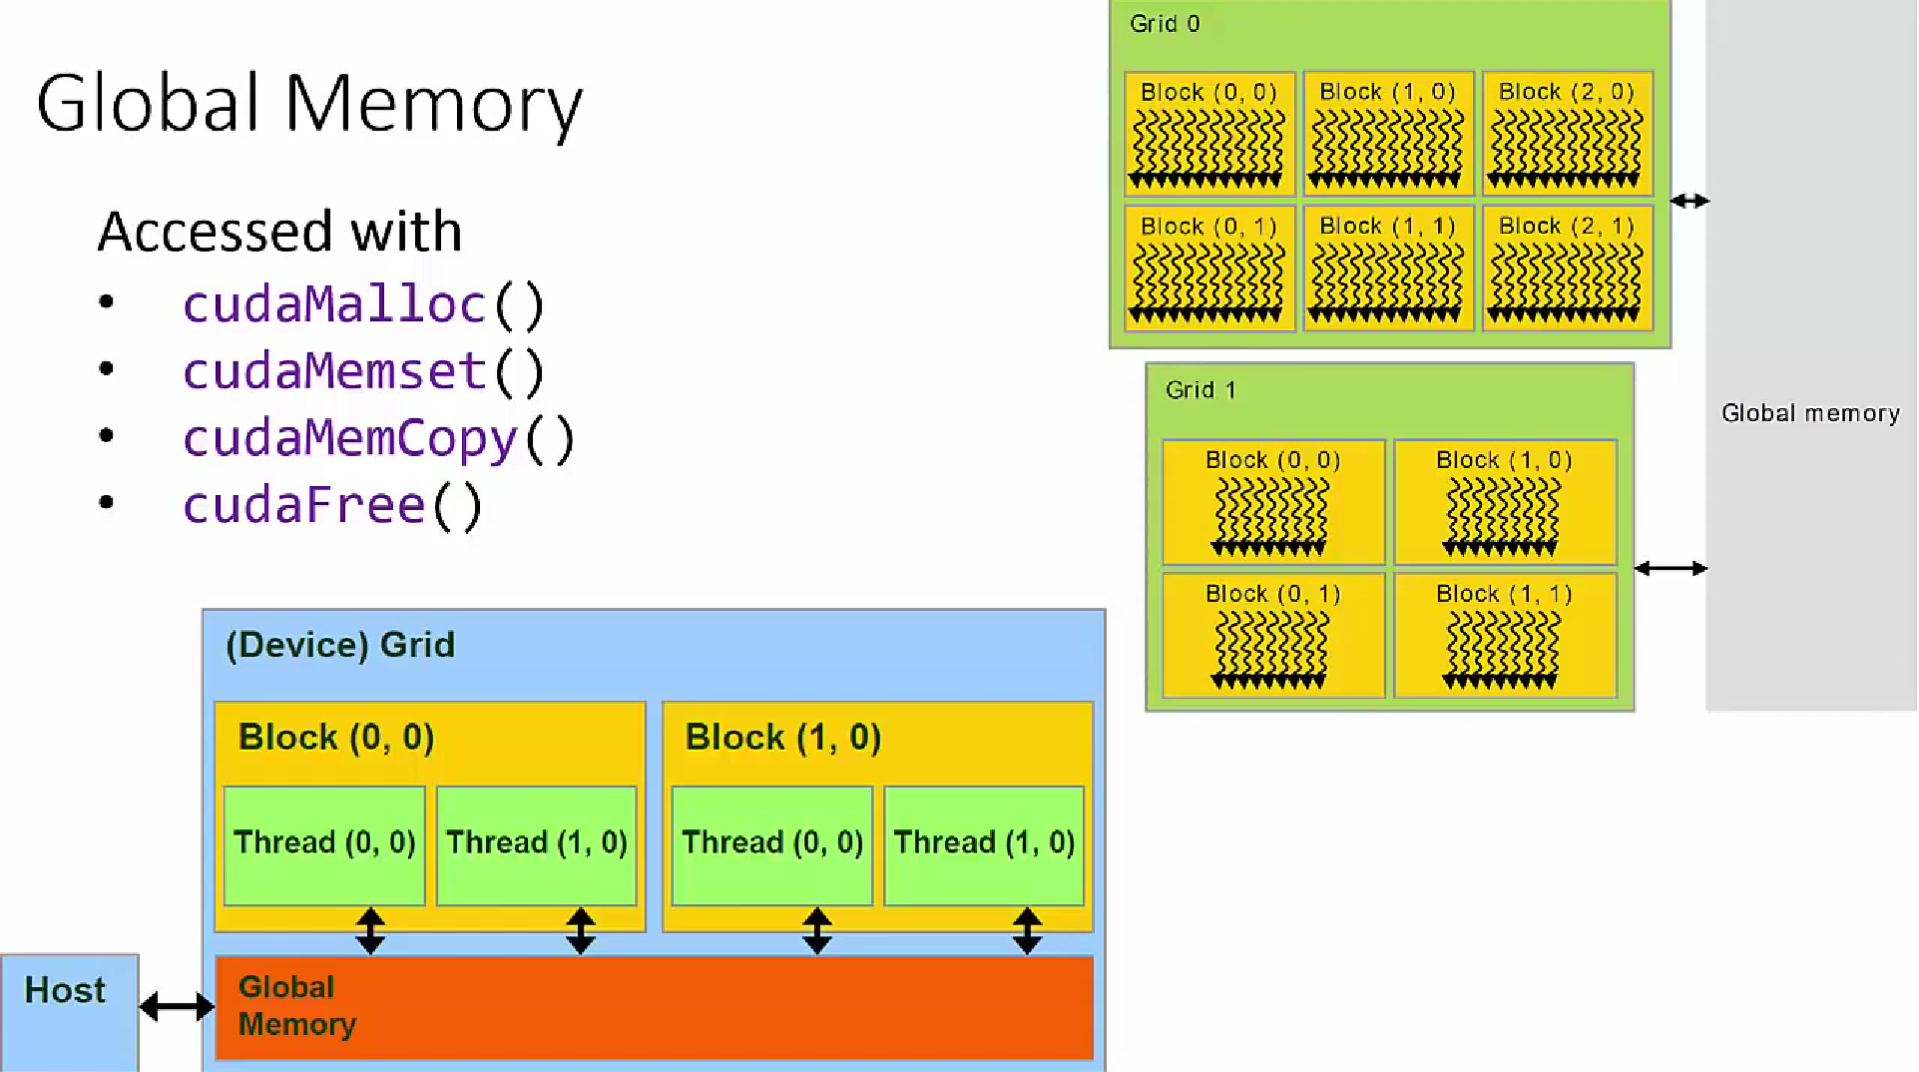 Global Memory
Accessed with
• cudaMalloc()
• cudaMemset()
• cudaMemCopy()
• cudaFree()
Grid 0
Block (0, 0) Block (1, 0) Block (2, 0)
Block (0, 1) Block (1, 1) Block (2, 1)
Grid 1
Block (0, 0) Block (1, 0)
Block (0, 1) Block (1, 1)
Global memory
(Device) Grid
Block (0, 0) Block (1, 0)
Thread (0, 0) Thread (1, 0) Thread (0, 0) Thread (1, 0)
Host
Global
Memory